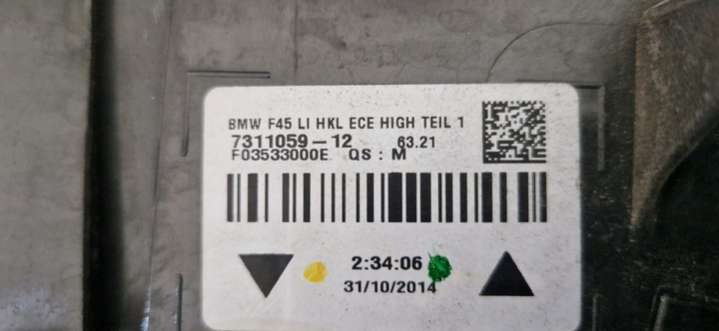 BMW F45 LI HKL ECE HIGH TEIL 1
7311059-12 63.21
F03533000E QS : M
2:34:06
31/10/2014